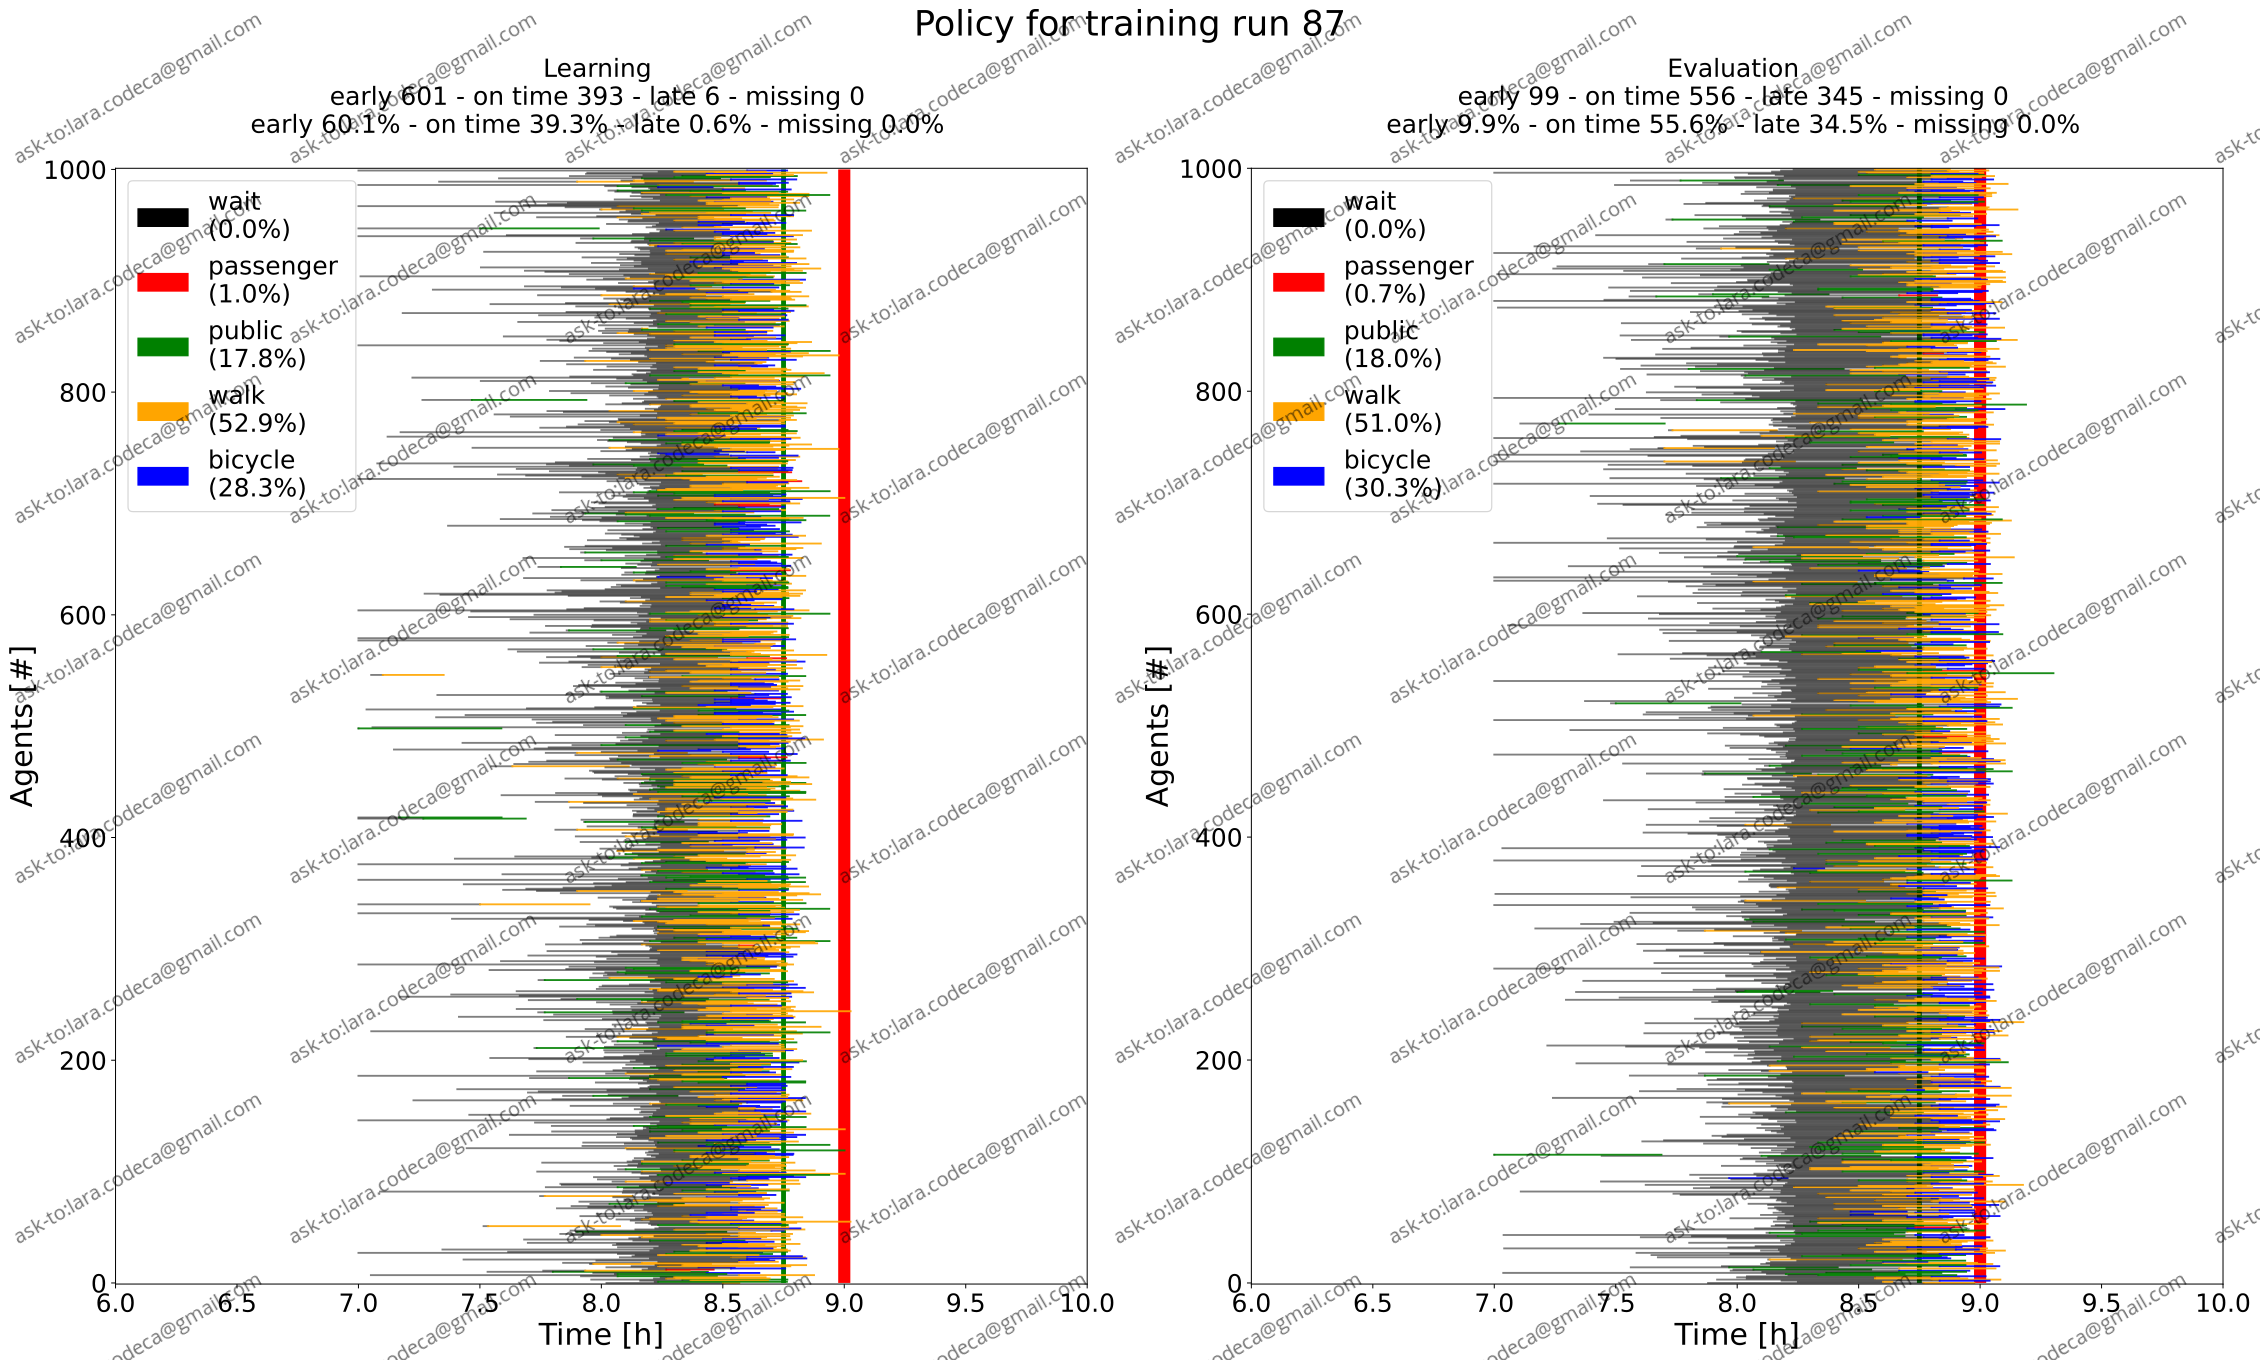 Policy for training run 87
Learning
early 601 - on time 393 - late 6 - missing 0
early 60.1% - on time 39.3% - late 0.6% - missing 0.0%
1000
800
600
400
200
0
Agents [#]
wait
(0.0%)
passenger
(1.0%)
public
(17.8%)
walk
(52.9%)
bicycle
(28.3%)
6.0 6.5 7.0 7.5 8.0 8.5 9.0 9.5 10.0
Time [h]
Evaluation
early 99 - on time 556 - late 345 - missing 0
early 9.9% - on time 55.6% - late 34.5% - missing 0.0%
1000
800
600
400
200
0
Agents [#]
wait
(0.0%)
passenger
(0.7%)
public
(18.0%)
walk
(51.0%)
bicycle
(30.3%)
6.0 6.5 7.0 7.5 8.0 8.5 9.0 9.5 10.0
Time [h]
ask-to:lara.codeca@gmail.com